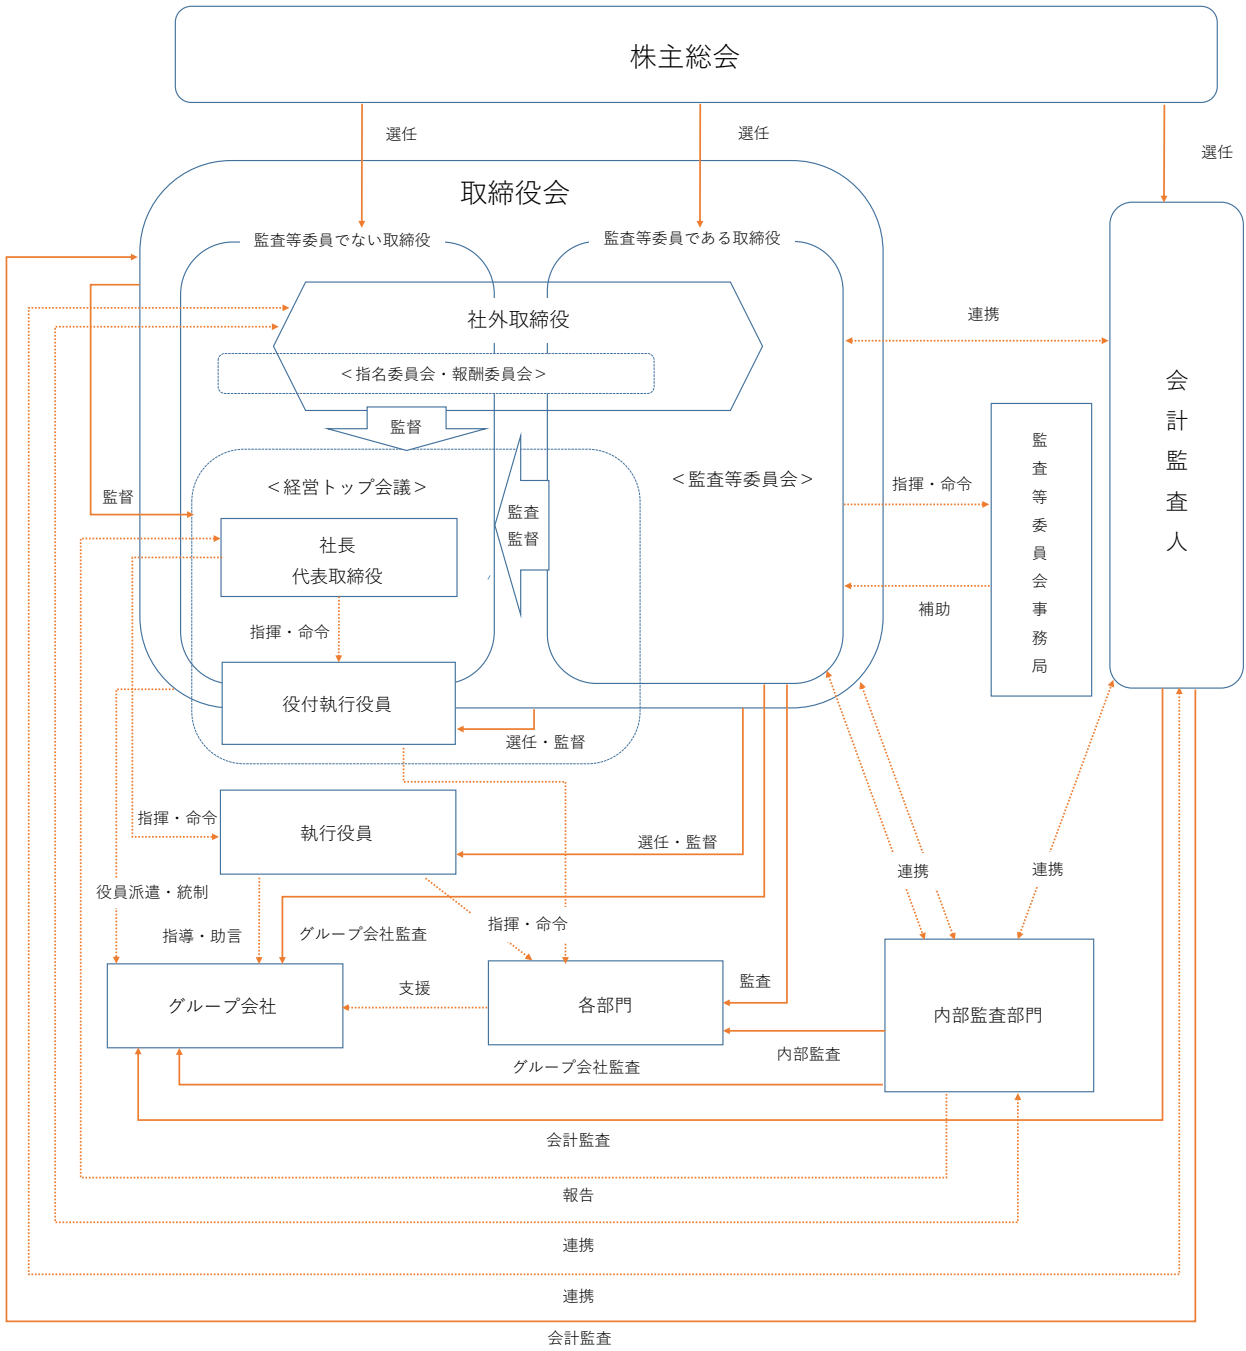 株主総会
選任
選任
選任
取締役会
監査等委員でない取締役
監査等委員である取締役
社外取締役
＜指名委員会・報酬委員会＞
連携
会計監査人
監督
＜経営トップ会議＞
＜監査等委員会＞
監督
監査
監督
指揮・命令
監査等委員会事務局
社長
代表取締役
補助
指揮・命令
役付執行役員
選任・監督
指揮・命令
執行役員
選任・監督
連携
連携
役員派遣・統制
指導・助言
グループ会社監査
指揮・命令
グループ会社
支援
各部門
監査
内部監査部門
内部監査
グループ会社監査
会計監査
報告
連携
連携
会計監査